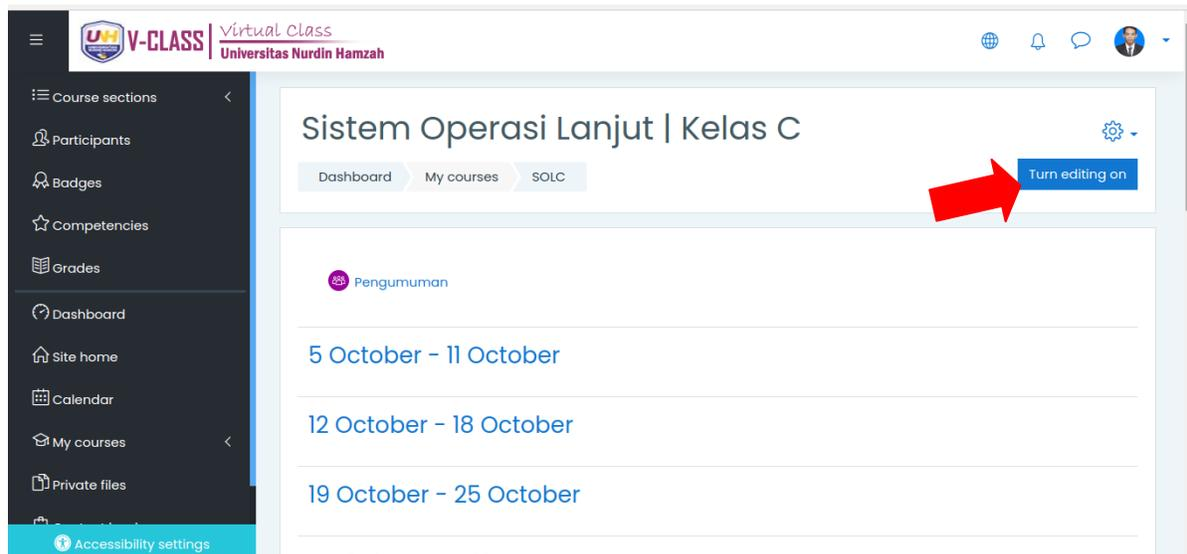 UNH V-CLASS Virtual Class
Universitas Nurdin Hamzah
Course sections
Participants
Badges
Competencies
Grades
Dashboard
Site home
Calendar
My courses
Private files
Accessibility settings
Sistem Operasi Lanjut | Kelas C
Dashboard My courses SOLC
Turn editing on
Pengumuman
5 October - 11 October
12 October - 18 October
19 October - 25 October